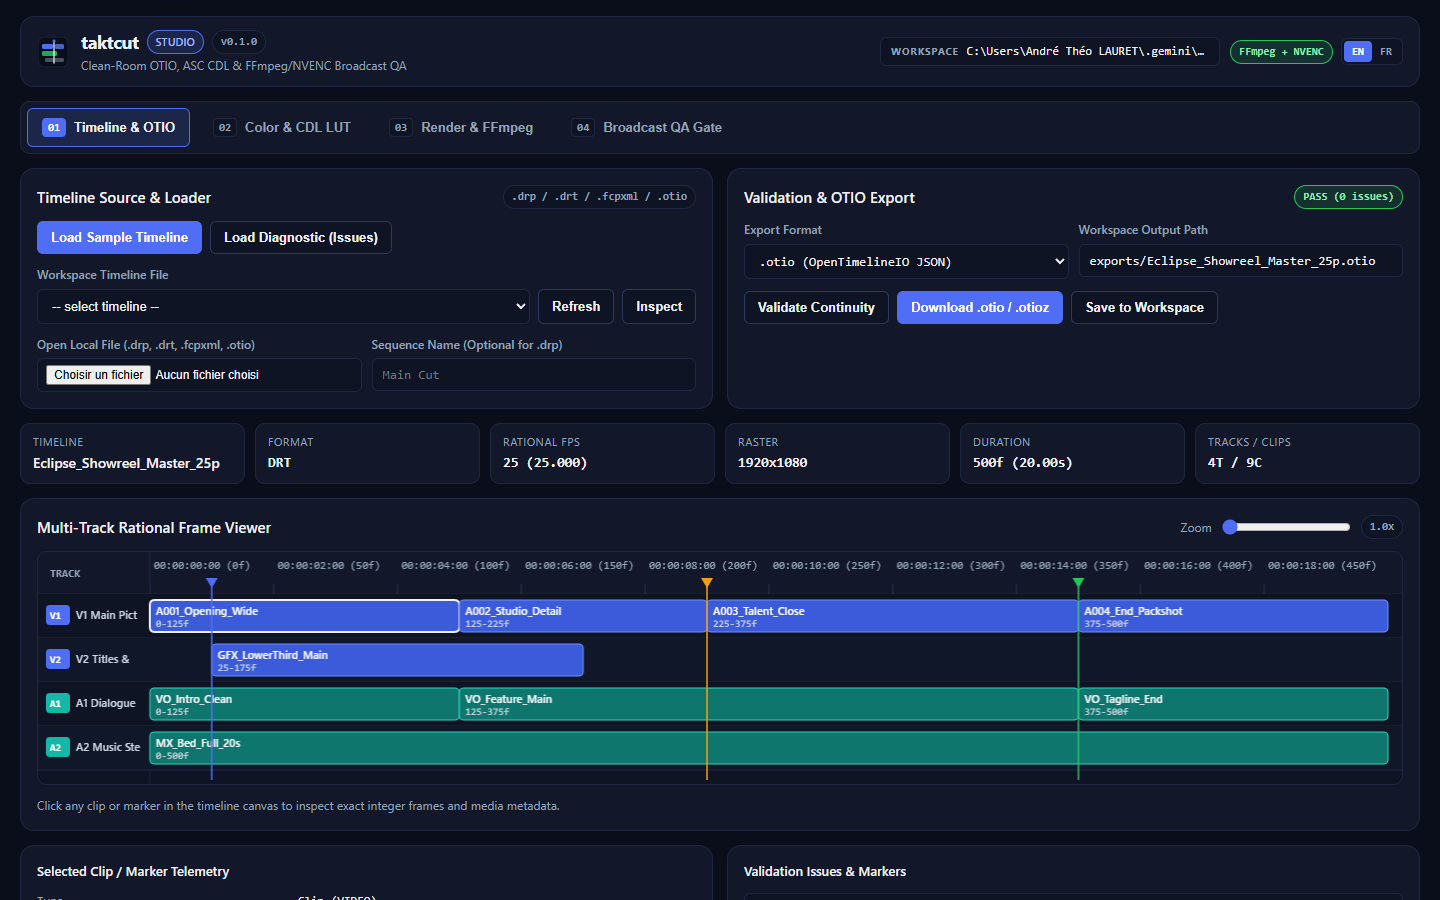 taktcut STUDIO v0.1.0
Clean-Room OTIO, ASC CDL & FFmpeg/NVENC Broadcast QA
WORKSPACE C:\Users\André Théo LAURET\.gemini\…
FFmpeg + NVENC
EN FR
01 Timeline & OTIO
02 Color & CDL LUT
03 Render & FFmpeg
04 Broadcast QA Gate
Timeline Source & Loader
.drp / .drt / .fcpxml / .otio
Load Sample Timeline
Load Diagnostic (Issues)
Workspace Timeline File
-- select timeline --
Refresh
Inspect
Open Local File (.drp, .drt, .fcpxml, .otio)
Sequence Name (Optional for .drp)
Choisir un fichier Aucun fichier choisi
Main Cut
Validation & OTIO Export
PASS (0 issues)
Export Format
Workspace Output Path
.otio (OpenTimelineIO JSON)
exports/Eclipse_Showreel_Master_25p.otio
Validate Continuity
Download .otio / .otioz
Save to Workspace
TIMELINE
Eclipse_Showreel_Master_25p
FORMAT
DRT
RATIONAL FPS
25 (25.000)
RASTER
1920x1080
DURATION
500f (20.00s)
TRACKS / CLIPS
4T / 9C
Multi-Track Rational Frame Viewer
Zoom 1.0x
TRACK
00:00:00:00 (0f) 00:00:02:00 (50f) 00:00:04:00 (100f) 00:00:06:00 (150f) 00:00:08:00 (200f) 00:00:10:00 (250f) 00:00:12:00 (300f) 00:00:14:00 (350f) 00:00:16:00 (400f) 00:00:18:00 (450f)
V1 V1 Main Pict
A001_Opening_Wide
0-125f
A002_Studio_Detail
125-225f
A003_Talent_Close
225-375f
A004_End_Packshot
375-500f
V2 V2 Titles &
GFX_LowerThird_Main
25-175f
A1 A1 Dialogue
VO_Intro_Clean
0-125f
VO_Feature_Main
125-375f
VO_Tagline_End
375-500f
A2 A2 Music Ste
MX_Bed_Full_20s
0-500f
Click any clip or marker in the timeline canvas to inspect exact integer frames and media metadata.
Selected Clip / Marker Telemetry
Type Clip (VIDEO)
Validation Issues & Markers